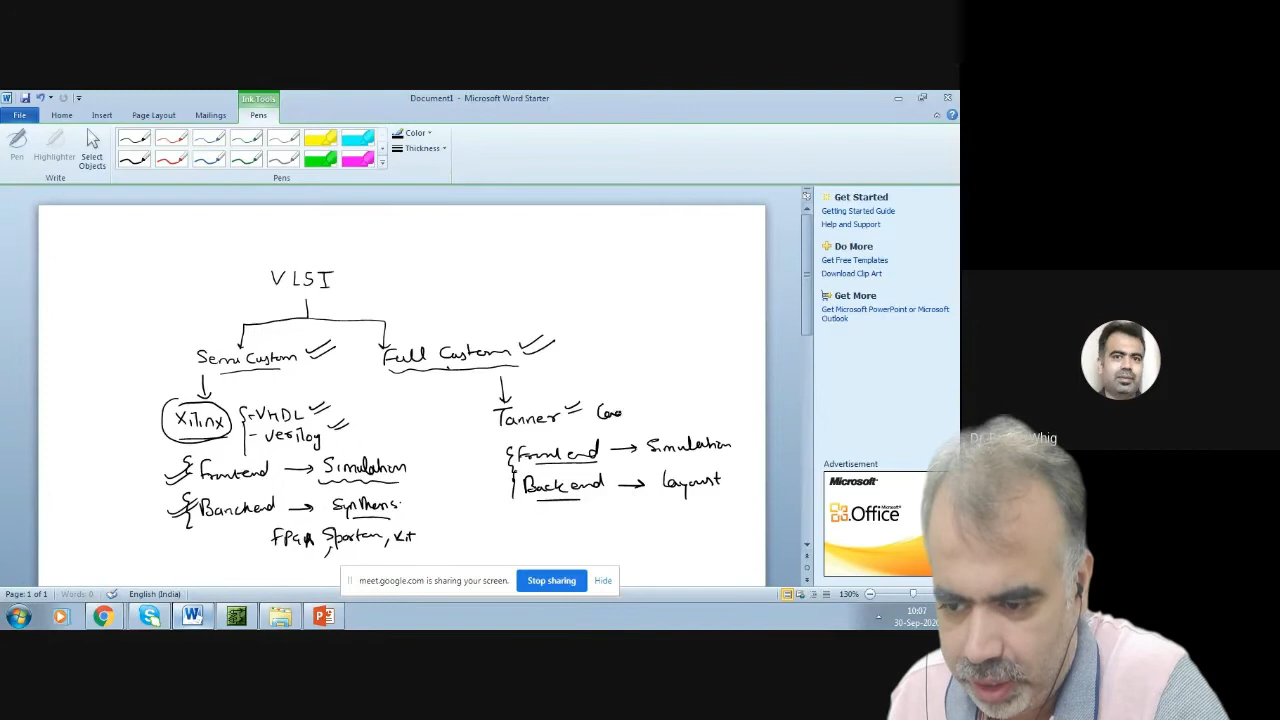 Document1 - Microsoft Word Starter
Ink Tools
File
Home
Insert
Page Layout
Mailings
Pens
Pen
Highlighter
Select Objects
Color
Thickness
Write
Pens
VLSI
Semi Custom
Full Custom
Xilinx
- VHDL
- Verilog
Tanner
Frontend → Simulation
Banckend → Synthesis
FPGA, Spartan, Kit
Frontend → Simulation
Backend → Layout
Get Started
Getting Started Guide
Help and Support
Do More
Get Free Templates
Download Clip Art
Get More
Get Microsoft PowerPoint or Microsoft
Outlook
Advertisement
Microsoft
Office
Whig
meet.google.com is sharing your screen.
Stop sharing
Hide
Page: 1 of 1
Words: 0
English (India)
130%
10:07